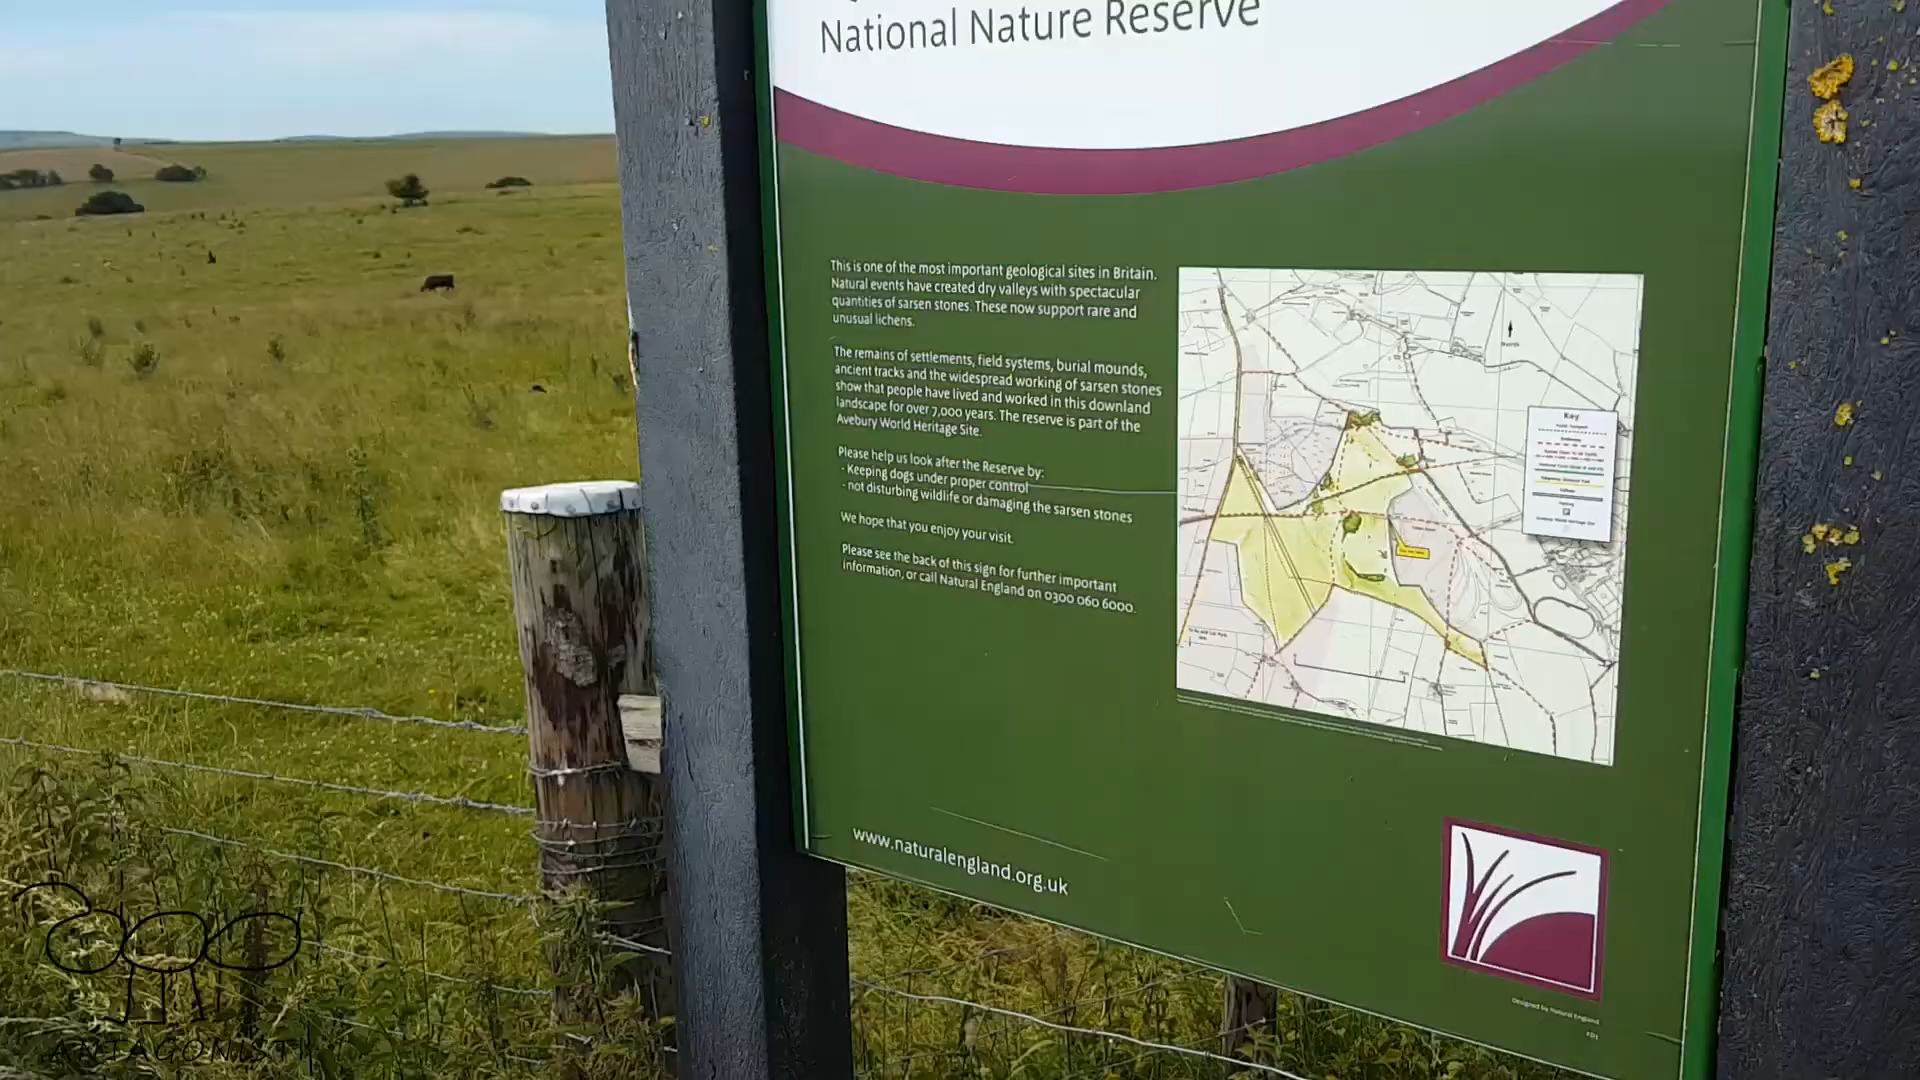 National Nature Reserve
This is one of the most important geological sites in Britain.
Natural events have created dry valleys with spectacular
quantities of sarsen stones. These now support rare and
unusual lichens.
The remains of settlements, field systems, burial mounds,
ancient tracks and the widespread working of sarsen stones
show that people have lived and worked in this downland
landscape for over 7,000 years. The reserve is part of the
Avebury World Heritage Site.
Please help us look after the Reserve by:
- Keeping dogs under proper control
- not disturbing wildlife or damaging the sarsen stones
We hope that you enjoy your visit.
Please see the back of this sign for further important
information, or call Natural England on 0300 060 6000.
Key
www.naturalengland.org.uk
Designed by Natural England
ANTAGONIST